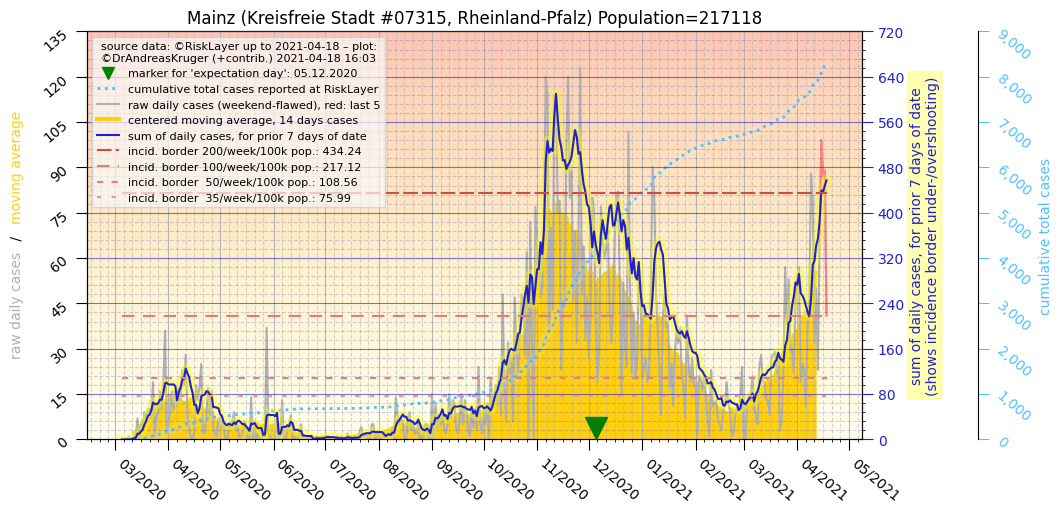 Mainz (Kreisfreie Stadt #07315, Rheinland-Pfalz) Population=217118
source data: ©RiskLayer up to 2021-04-18 – plot:
©DrAndreasKruger (+contrib.) 2021-04-18 16:03
marker for 'expectation day': 05.12.2020
cumulative total cases reported at RiskLayer
raw daily cases (weekend-flawed), red: last 5
centered moving average, 14 days cases
sum of daily cases, for prior 7 days of date
incid. border 200/week/100k pop.: 434.24
incid. border 100/week/100k pop.: 217.12
incid. border  50/week/100k pop.: 108.56
incid. border  35/week/100k pop.: 75.99
raw daily cases / moving average
135
120
105
90
75
60
45
30
15
0
03/2020
04/2020
05/2020
06/2020
07/2020
08/2020
09/2020
10/2020
11/2020
12/2020
01/2021
02/2021
03/2021
04/2021
05/2021
720
640
560
480
400
320
240
160
80
0
sum of daily cases, for prior 7 days of date
(shows incidence border under-/overshooting)
9,000
8,000
7,000
6,000
5,000
4,000
3,000
2,000
1,000
0
cumulative total cases